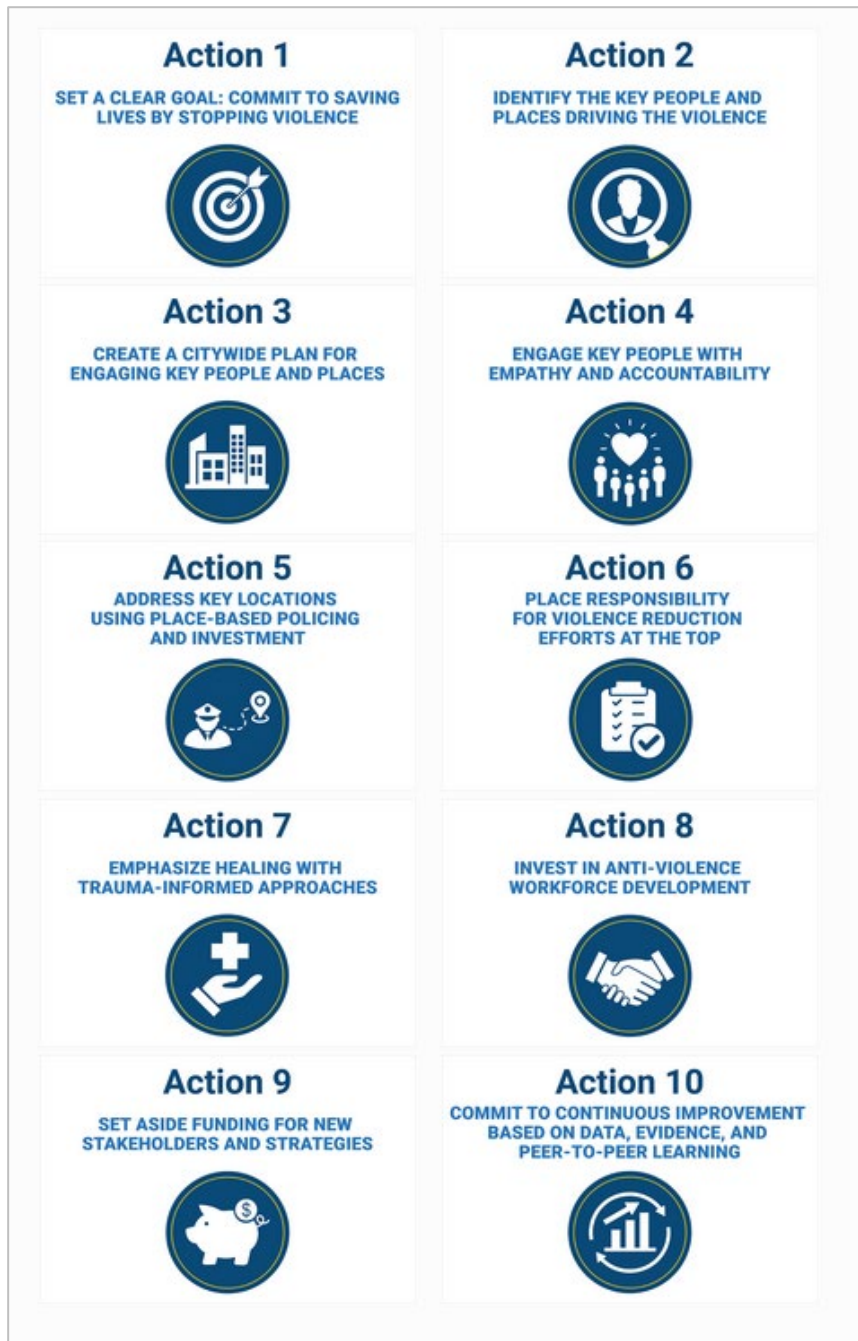 Action 1
SET A CLEAR GOAL: COMMIT TO SAVING
LIVES BY STOPPING VIOLENCE
Action 2
IDENTIFY THE KEY PEOPLE AND
PLACES DRIVING THE VIOLENCE
Action 3
CREATE A CITYWIDE PLAN FOR
ENGAGING KEY PEOPLE AND PLACES
Action 4
ENGAGE KEY PEOPLE WITH
EMPATHY AND ACCOUNTABILITY
Action 5
ADDRESS KEY LOCATIONS
USING PLACE-BASED POLICING
AND INVESTMENT
Action 6
PLACE RESPONSIBILITY
FOR VIOLENCE REDUCTION
EFFORTS AT THE TOP
Action 7
EMPHASIZE HEALING WITH
TRAUMA-INFORMED APPROACHES
Action 8
INVEST IN ANTI-VIOLENCE
WORKFORCE DEVELOPMENT
Action 9
SET ASIDE FUNDING FOR NEW
STAKEHOLDERS AND STRATEGIES
$
Action 10
COMMIT TO CONTINUOUS IMPROVEMENT
BASED ON DATA, EVIDENCE, AND
PEER-TO-PEER LEARNING